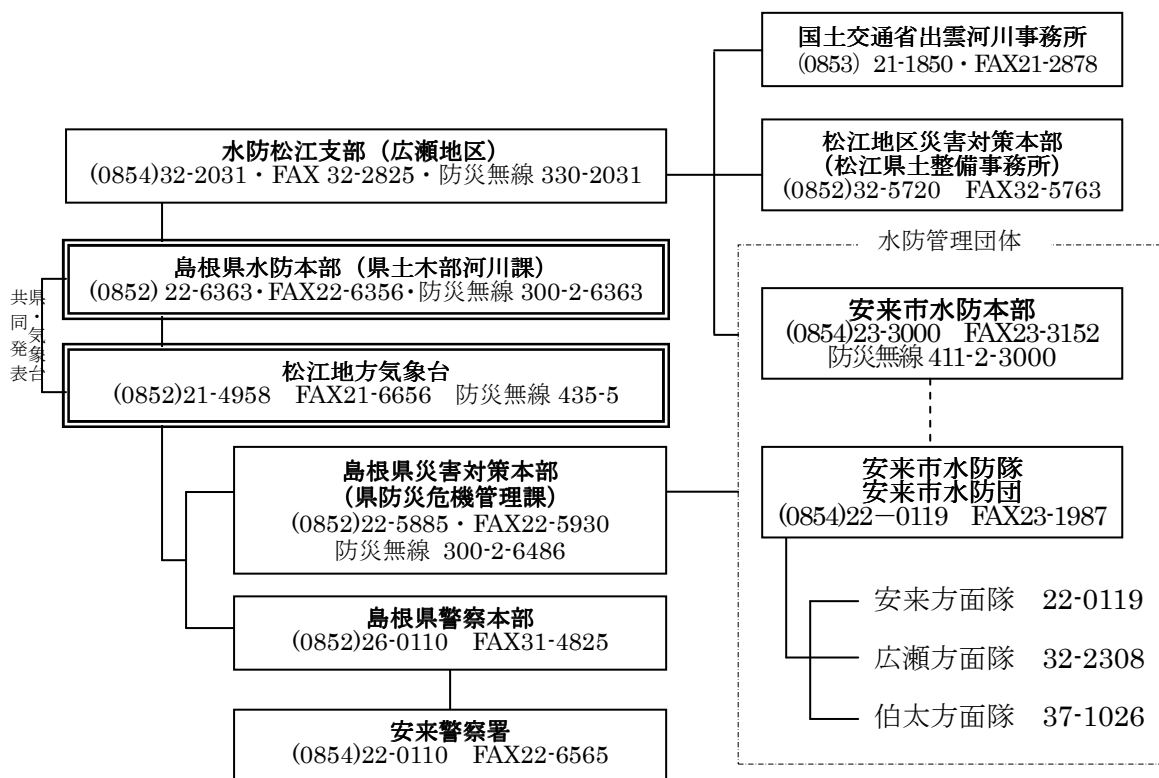 国土交通省出雲河川事務所
(0853) 21-1850・FAX21-2878
水防松江支部（広瀬地区）
(0854)32-2031・FAX 32-2825・防災無線 330-2031
松江地区災害対策本部
（松江県土整備事務所）
(0852)32-5720　FAX32-5763
県・気象台
共同発表
島根県水防本部（県土木部河川課）
(0852) 22-6363・FAX22-6356・防災無線 300-2-6363
松江地方気象台
(0852)21-4958　FAX21-6656　防災無線 435-5
水防管理団体
安来市水防本部
(0854)23-3000　FAX23-3152
防災無線 411-2-3000
島根県災害対策本部
（県防災危機管理課）
(0852)22-5885・FAX22-5930
防災無線 300-2-6486
安来市水防隊
安来市水防団
(0854)22－0119　FAX23-1987
島根県警察本部
(0852)26-0110　FAX31-4825
安来警察署
(0854)22-0110　FAX22-6565
安来方面隊　22-0119
広瀬方面隊　32-2308
伯太方面隊　37-1026